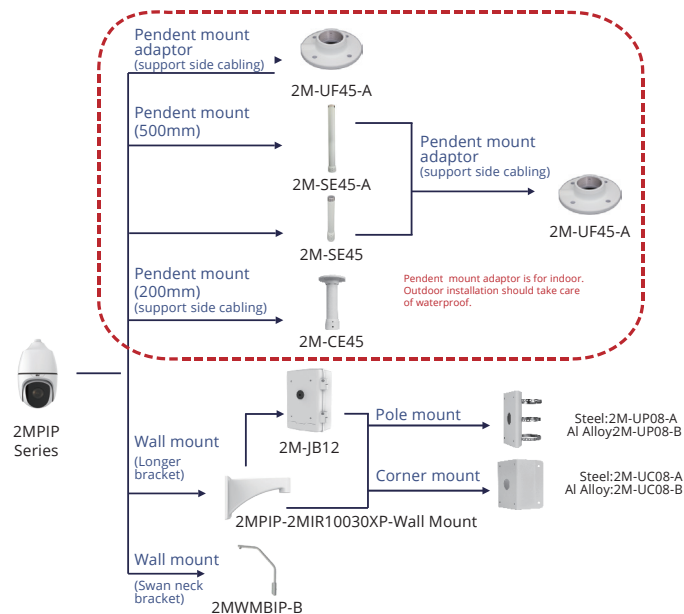 Pendent mount
adaptor
(support side cabling)
2M-UF45-A
Pendent mount
(500mm)
2M-SE45-A
Pendent mount
adaptor
(support side cabling)
2M-UF45-A
2M-SE45
Pendent mount
(200mm)
(support side cabling)
2M-CE45
Pendent mount adaptor is for indoor.
Outdoor installation should take care
of waterproof.
2MPIP
Series
Wall mount
(Longer
bracket)
2M-JB12
2MPIP-2MIR10030XP-Wall Mount
Pole mount
Steel:2M-UP08-A
Al Alloy2M-UP08-B
Corner mount
Steel:2M-UC08-A
Al Alloy:2M-UC08-B
Wall mount
(Swan neck
bracket)
2MWMBIP-B